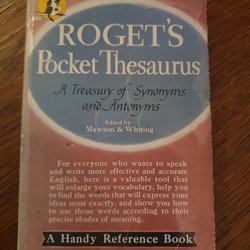 ROGET'S
Pocket Thesaurus
A Treasury of Synonyms
and Antonyms
Edited by
Mawson & Whiting
For everyone who wants to speak
and write more effective and accurate
English, here is a valuable tool that
will enlarge your vocabulary, help you
to find the words that will express your
ideas most exactly, and show you how
to use those words according to their
precise shades of meaning.
A Handy Reference Book